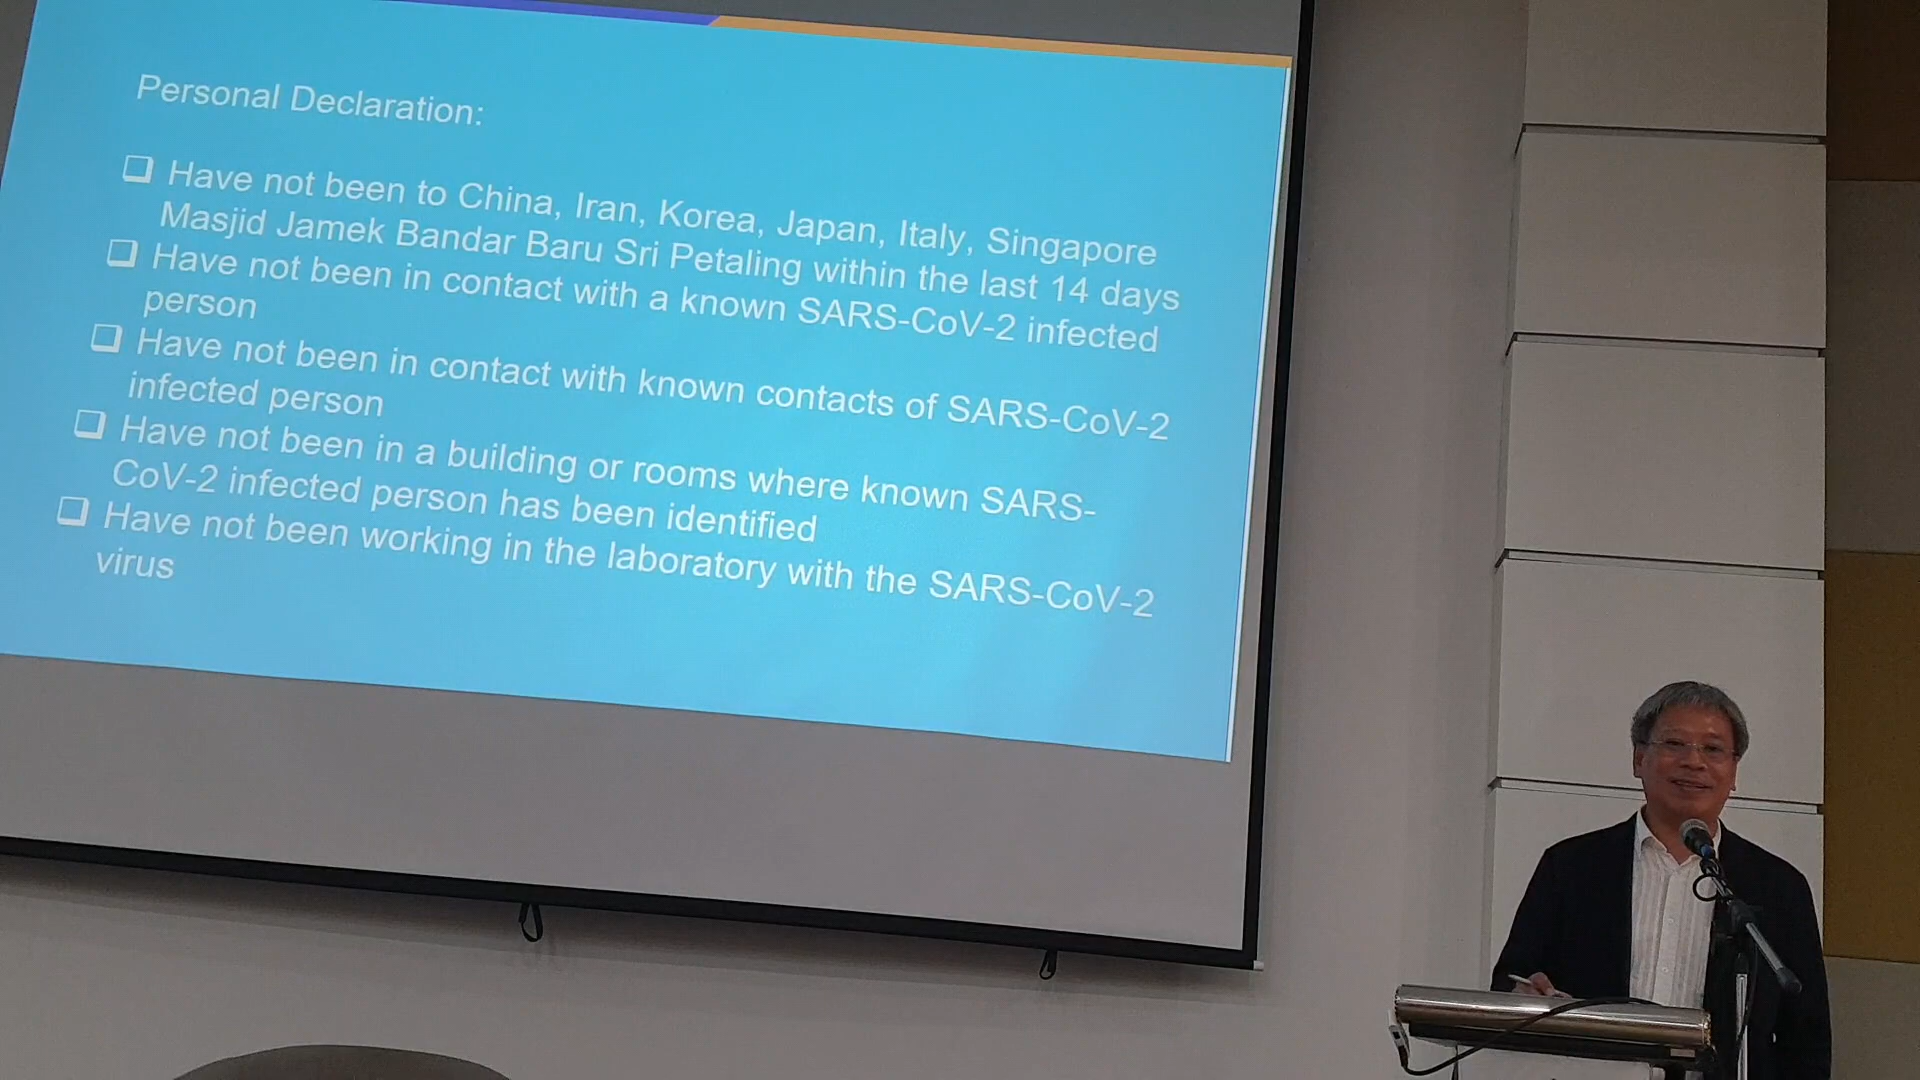 Personal Declaration:
Have not been to China, Iran, Korea, Japan, Italy, Singapore
Masjid Jamek Bandar Baru Sri Petaling within the last 14 days
Have not been in contact with a known SARS-CoV-2 infected
person
Have not been in contact with known contacts of SARS-CoV-2
infected person
Have not been in a building or rooms where known SARS-
CoV-2 infected person has been identified
Have not been working in the laboratory with the SARS-CoV-2
virus